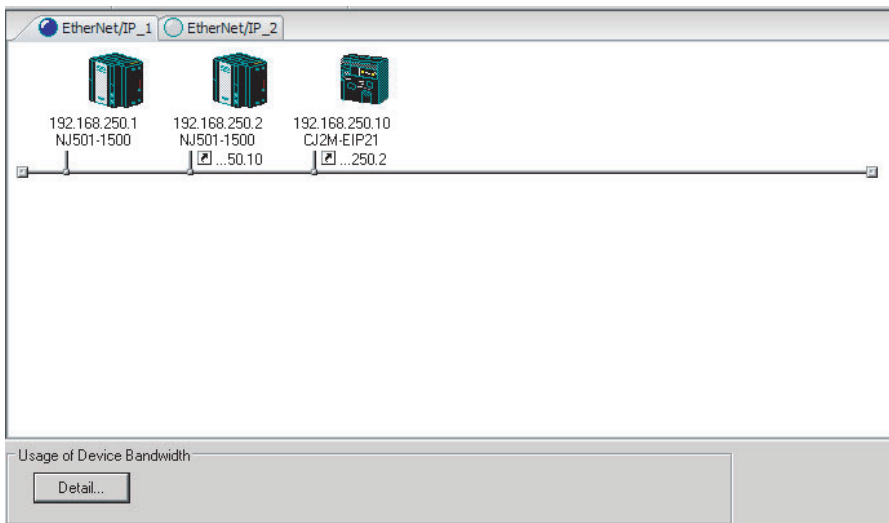 EtherNet/IP_1 EtherNet/IP_2
192.168.250.1 192.168.250.2 192.168.250.10
NJ501-1500 NJ501-1500 CJ2M-EIP21
...50.10 ...250.2
Usage of Device Bandwidth
Detail...